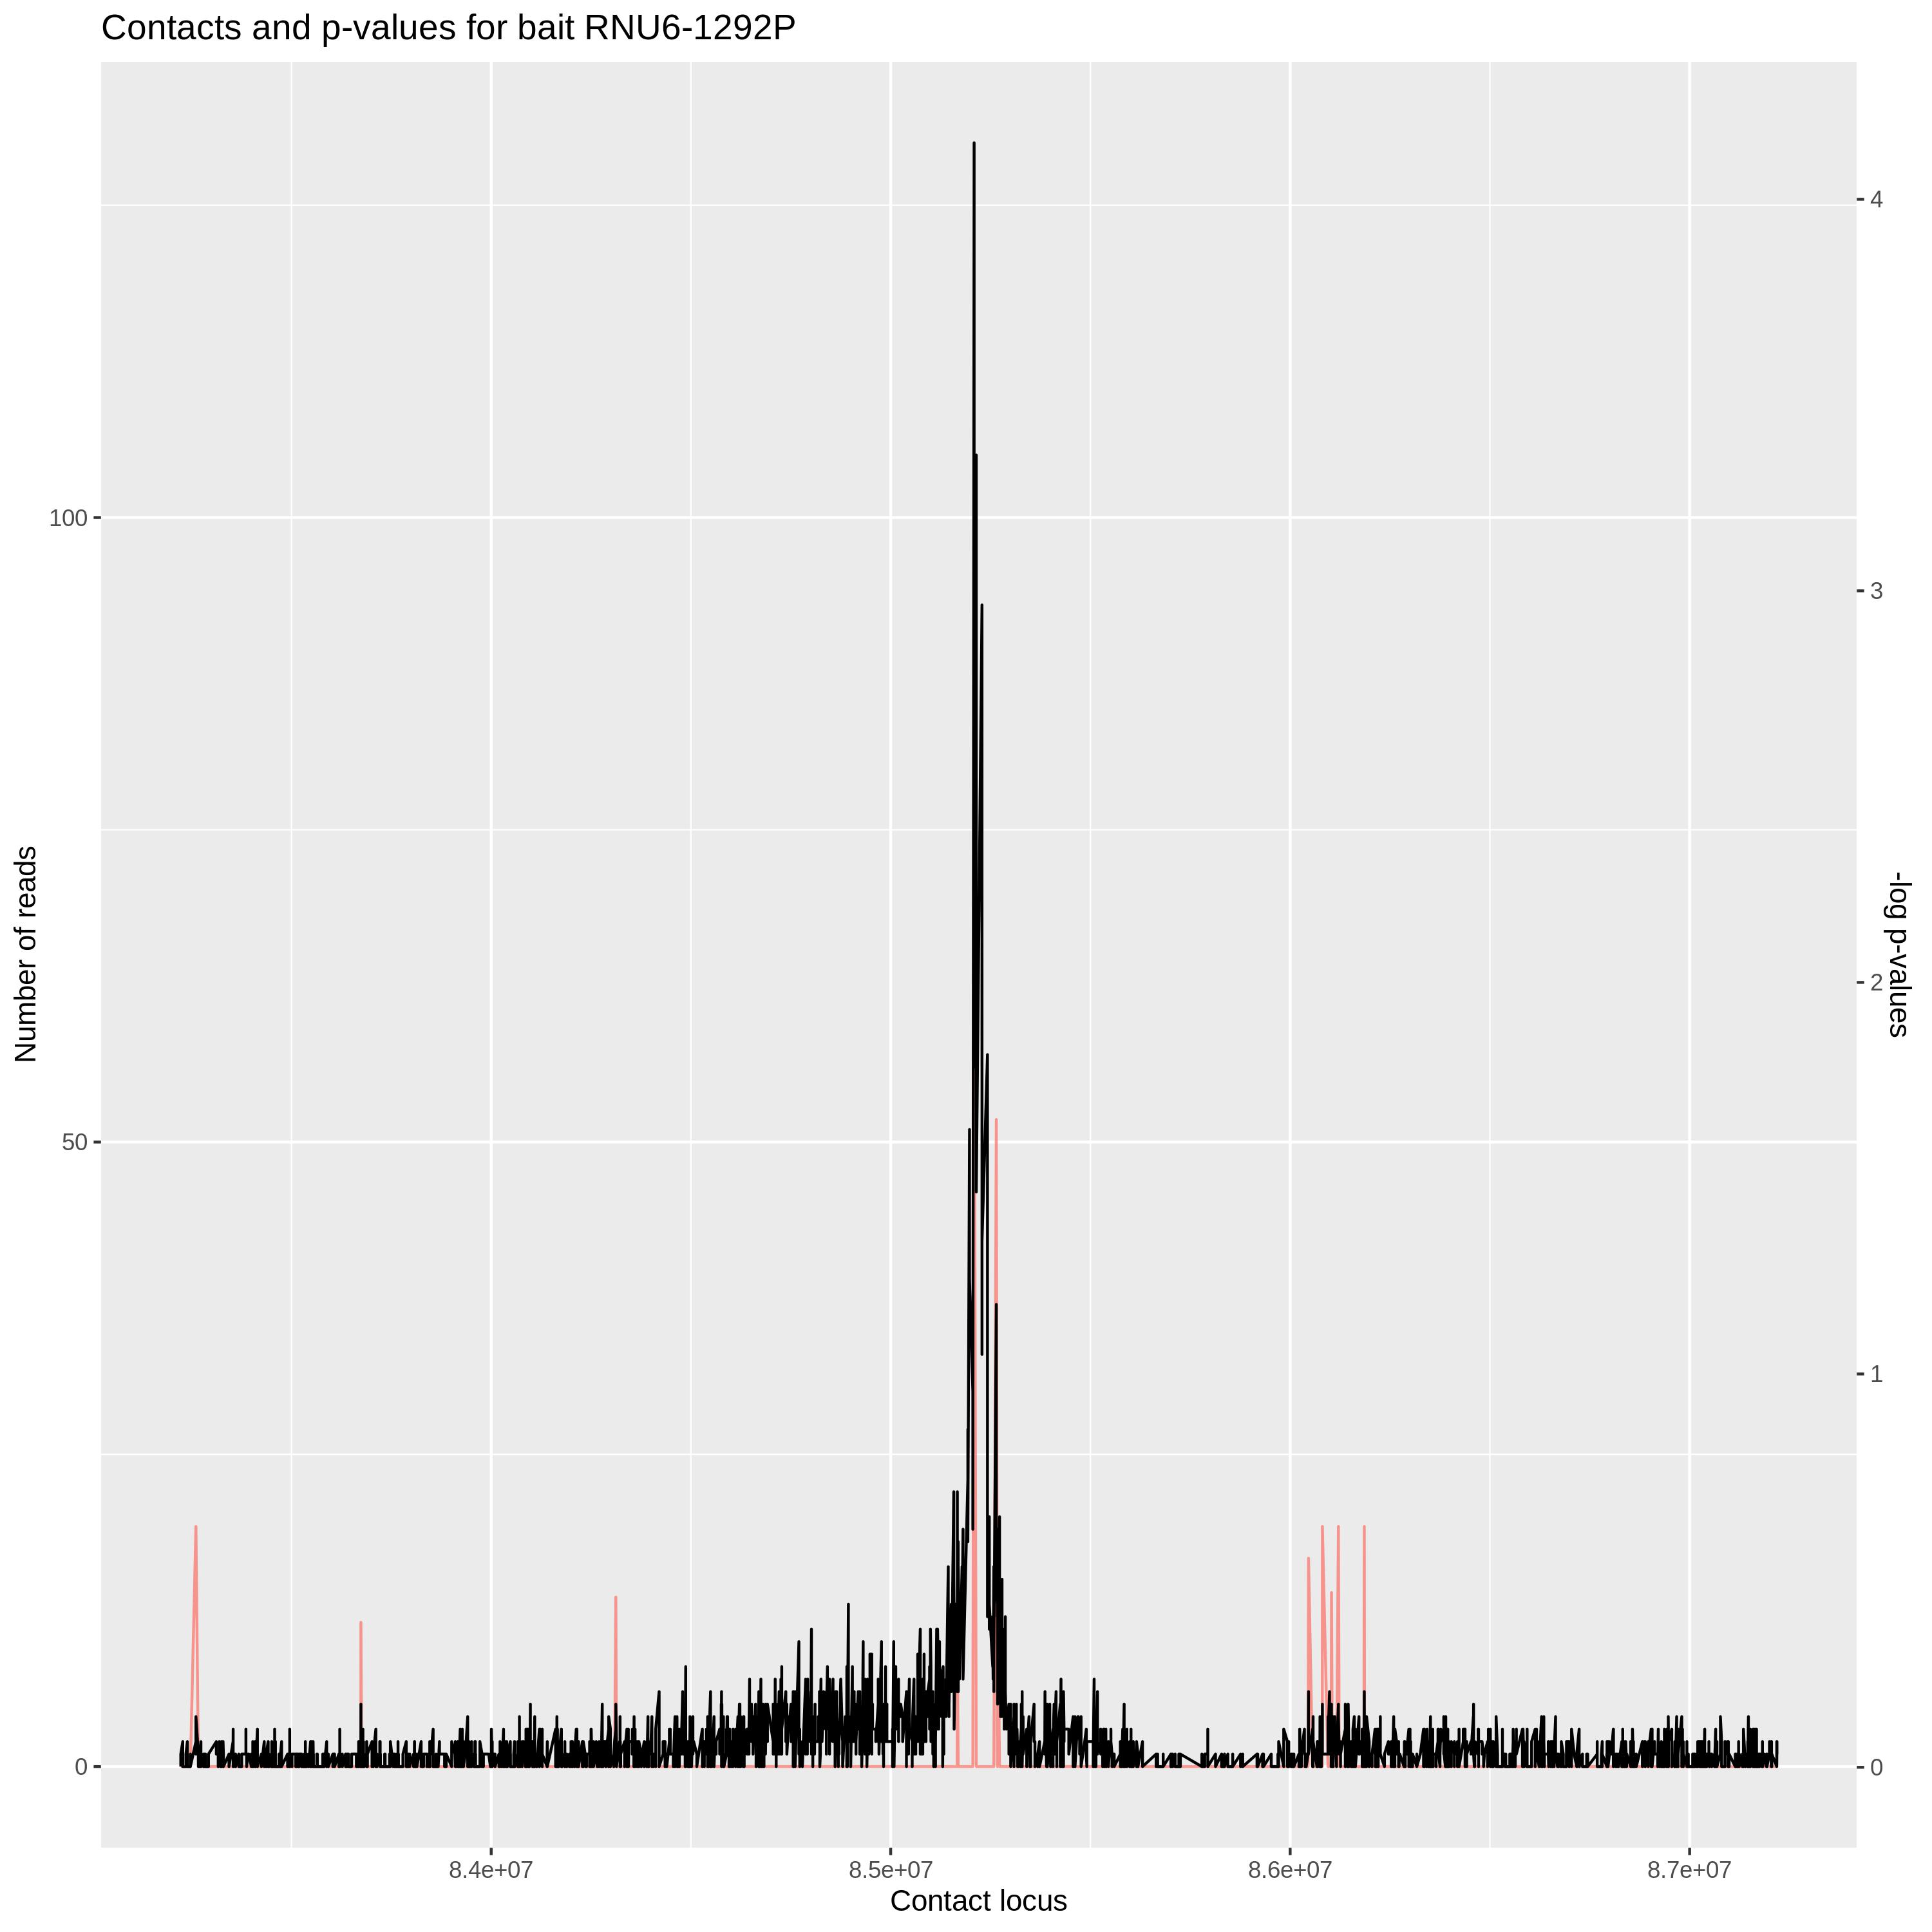 Contacts and p-values for bait RNU6-1292P
Number of reads
100
50
0
4
3
2
1
0
-log p-values
8.4e+07
8.5e+07
8.6e+07
8.7e+07
Contact locus